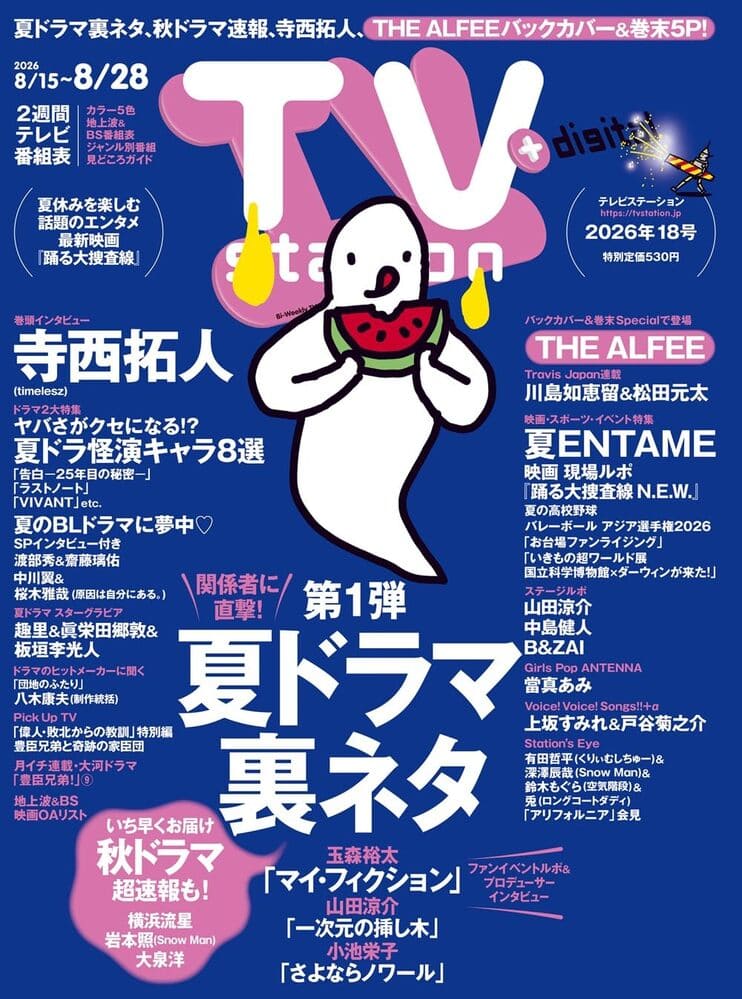 夏ドラマ裏ネタ、秋ドラマ速報、寺西拓人、THE ALFEEバックカバー&巻末5P!
2026
8/15~8/28
2週間
テレビ
番組表
カラー5色
地上波&
BS番組表
ジャンル別番組
見どころガイド
TV
station
+digital
夏休みを楽しむ
話題のエンタメ
最新映画
『踊る大捜査線』
テレビステーション
https://tvstation.jp
2026年18号
特別定価530円
巻頭インタビュー
寺西拓人
(timelesz)
ドラマ2大特集
ヤバさがクセになる!?
夏ドラ怪演キャラ8選
「告白―25年目の秘密―」
「ラストノート」
「VIVANT」etc.
夏のBLドラマに夢中♡
SPインタビュー付き
渡部秀&齋藤璃佑
中川翼&
桜木雅哉(原因は自分にある。)
夏ドラマ スターグラビア
趣里&眞栄田郷敦&
板垣李光人
ドラマのヒットメーカーに聞く
「団地のふたり」
八木康夫(制作統括)
Pick Up TV
「偉人・敗北からの教訓」特別編
豊臣兄弟と奇跡の家臣団
月イチ連載・大河ドラマ
「豊臣兄弟!」⑨
地上波&BS
映画OAリスト
いち早くお届け
秋ドラマ
超速報も!
横浜流星
岩本照(Snow Man)
大泉洋
関係者に
直撃!
第1弾
夏ドラマ
裏ネタ
玉森裕太
「マイ・フィクション」
山田涼介
「一次元の挿し木」
小池栄子
「さよならノワール」
ファンイベントルポ&
プロデューサー
インタビュー
バックカバー&巻末Specialで登場
THE ALFEE
Travis Japan連載
川島如恵留&松田元太
映画・スポーツ・イベント特集
夏ENTAME
映画 現場ルポ
『踊る大捜査線 N.E.W.』
夏の高校野球
バレーボール アジア選手権2026
「お台場ファンライジング」
「いきもの超ワールド展
国立科学博物館×ダーウィンが来た!」
ステージルポ
山田涼介
中島健人
B&ZAI
Girls Pop ANTENNA
當真あみ
Voice! Voice! Songs!!+α
上坂すみれ&戸谷菊之介
Station's Eye
有田哲平(くりぃむしちゅー)&
深澤辰哉(Snow Man)&
鈴木もぐら(空気階段)&
兎(ロングコートダディ)
「アリフォルニア」会見